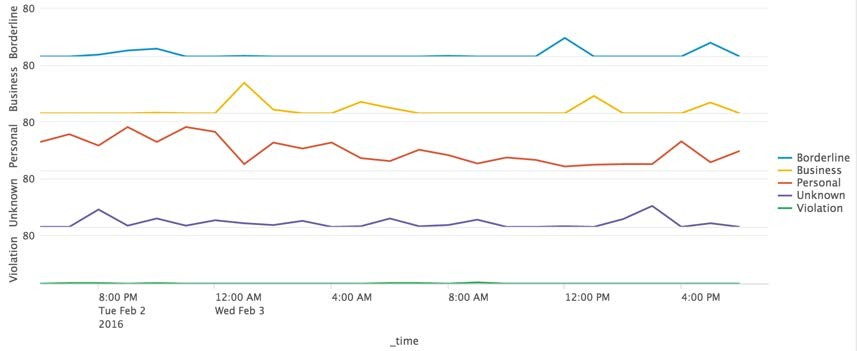 80
Borderline
80
Business
80
Personal
80
Unknown
80
Violation
8:00 PM
Tue Feb 2
2016
12:00 AM
Wed Feb 3
4:00 AM
8:00 AM
12:00 PM
4:00 PM
_time
Borderline
Business
Personal
Unknown
Violation